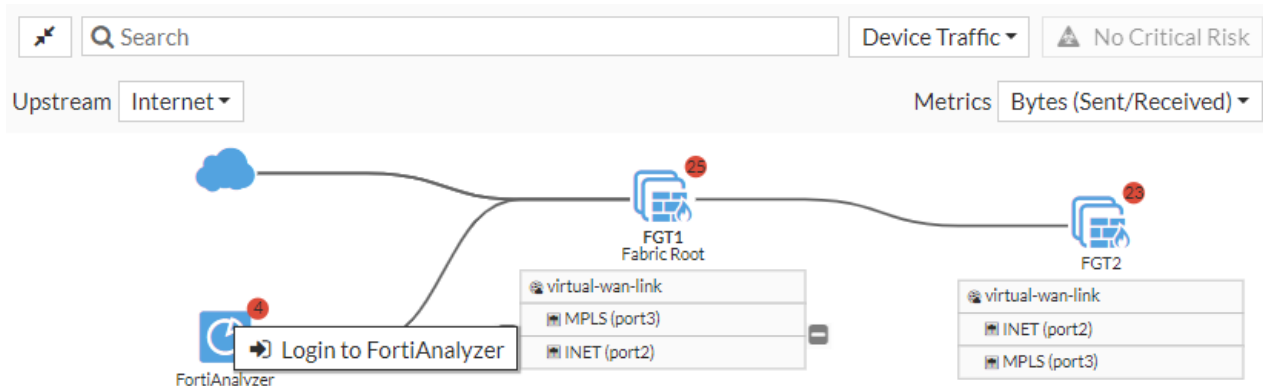 Search
Device Traffic
No Critical Risk
Upstream
Internet
Metrics
Bytes (Sent/Received)
25
FGT1
Fabric Root
virtual-wan-link
MPLS (port3)
INET (port2)
23
FGT2
virtual-wan-link
INET (port2)
MPLS (port3)
4
Login to FortiAnalyzer
FortiAnalyzer